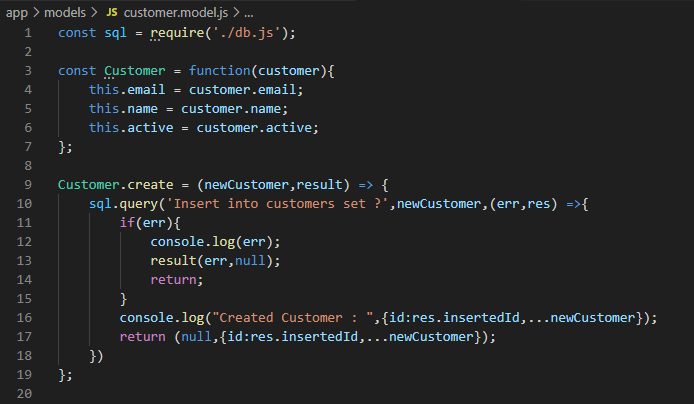 app > models > JS customer.model.js > ...
1 const sql = require('./db.js');
2
3 const Customer = function(customer){
4     this.email = customer.email;
5     this.name = customer.name;
6     this.active = customer.active;
7 };
8
9 Customer.create = (newCustomer,result) => {
10     sql.query('Insert into customers set ?',newCustomer,(err,res) =>{
11         if(err){
12             console.log(err);
13             result(err,null);
14             return;
15         }
16         console.log("Created Customer : ",{id:res.insertedId,...newCustomer});
17         return (null,{id:res.insertedId,...newCustomer});
18     })
19 };
20